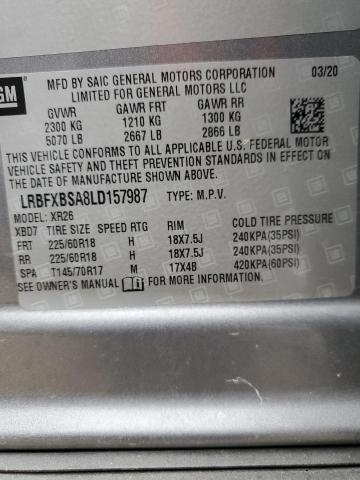 GM
MFD BY SAIC GENERAL MOTORS CORPORATION 03/20
LIMITED FOR GENERAL MOTORS LLC
GVWR GAWR FRT GAWR RR
2300 KG 1210 KG 1300 KG
5070 LB 2667 LB 2866 LB
THIS VEHICLE CONFORMS TO ALL APPLICABLE U.S. FEDERAL MOTOR
VEHICLE SAFETY AND THEFT PREVENTION STANDARDS IN EFFECT ON
THE DATE OF MANUFACTURE SHOWN ABOVE.
LRBFXBSA8LD157987 TYPE: M.P.V.
MODEL: XR26
XBD7 TIRE SIZE SPEED RTG RIM COLD TIRE PRESSURE
FRT 225/60R18 H 18X7.5J 240KPA(35PSI)
RR 225/60R18 H 18X7.5J 240KPA(35PSI)
SPA T145/70R17 M 17X4B 420KPA(60PSI)
SEE OWNER'S MANUAL FOR MORE INFORMATION.